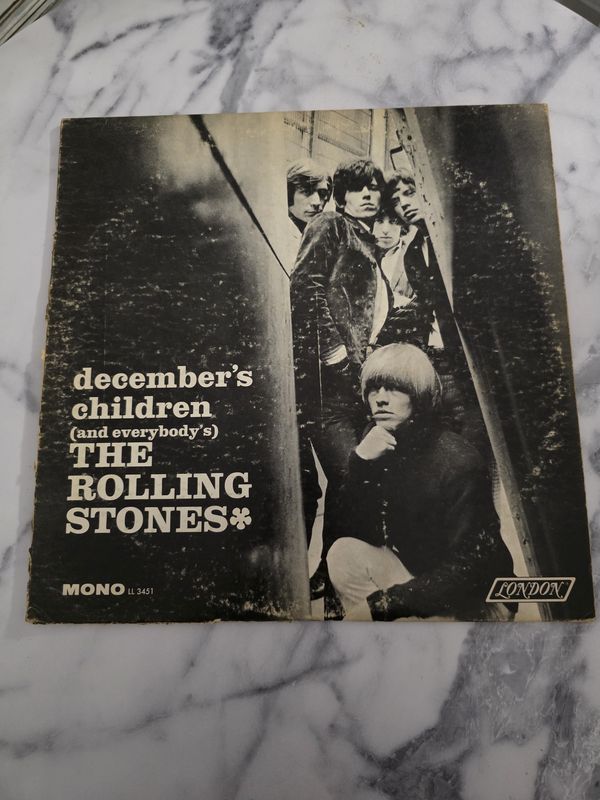 december's
children
(and everybody's)
THE
ROLLING
STONES✽
MONO LL 3451
LONDON